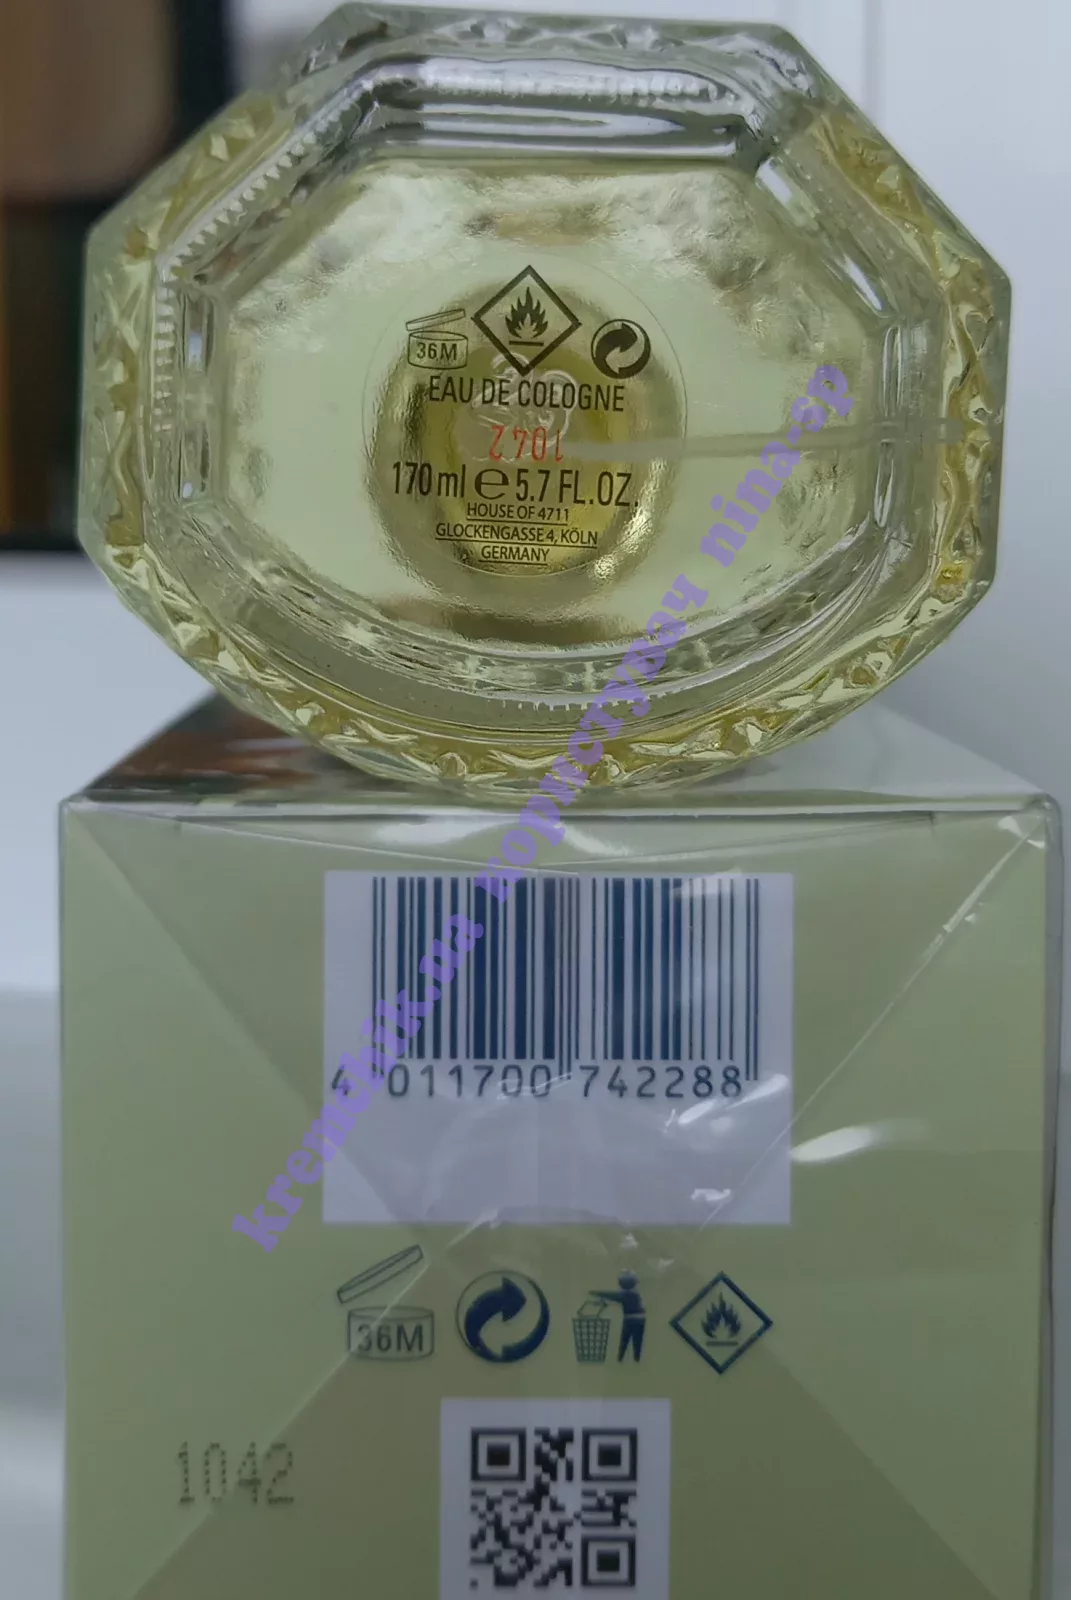 36M
EAU DE COLOGNE
1042
170 ml e 5.7 FL.OZ.
HOUSE OF 4711
GLOCKENGASSE 4, KÖLN
GERMANY
4 011700 742288
36M
1042
kremchik.ua користувач nina-sp